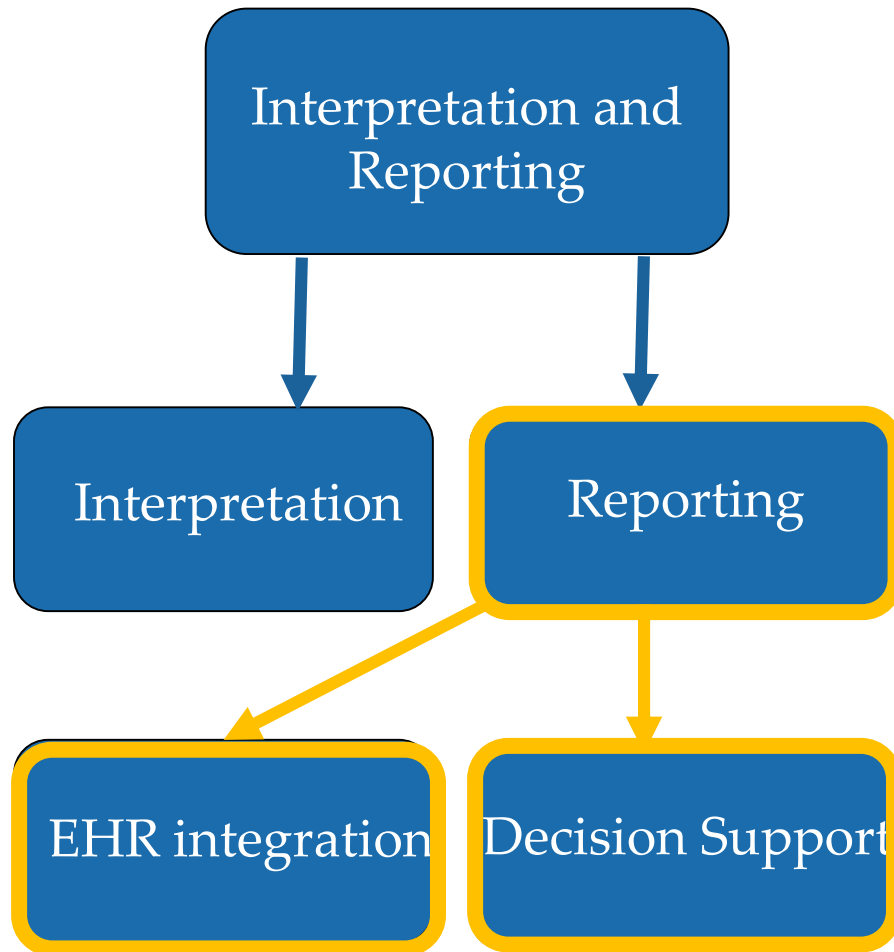 Interpretation and
Reporting
Interpretation
Reporting
EHR integration
Decision Support